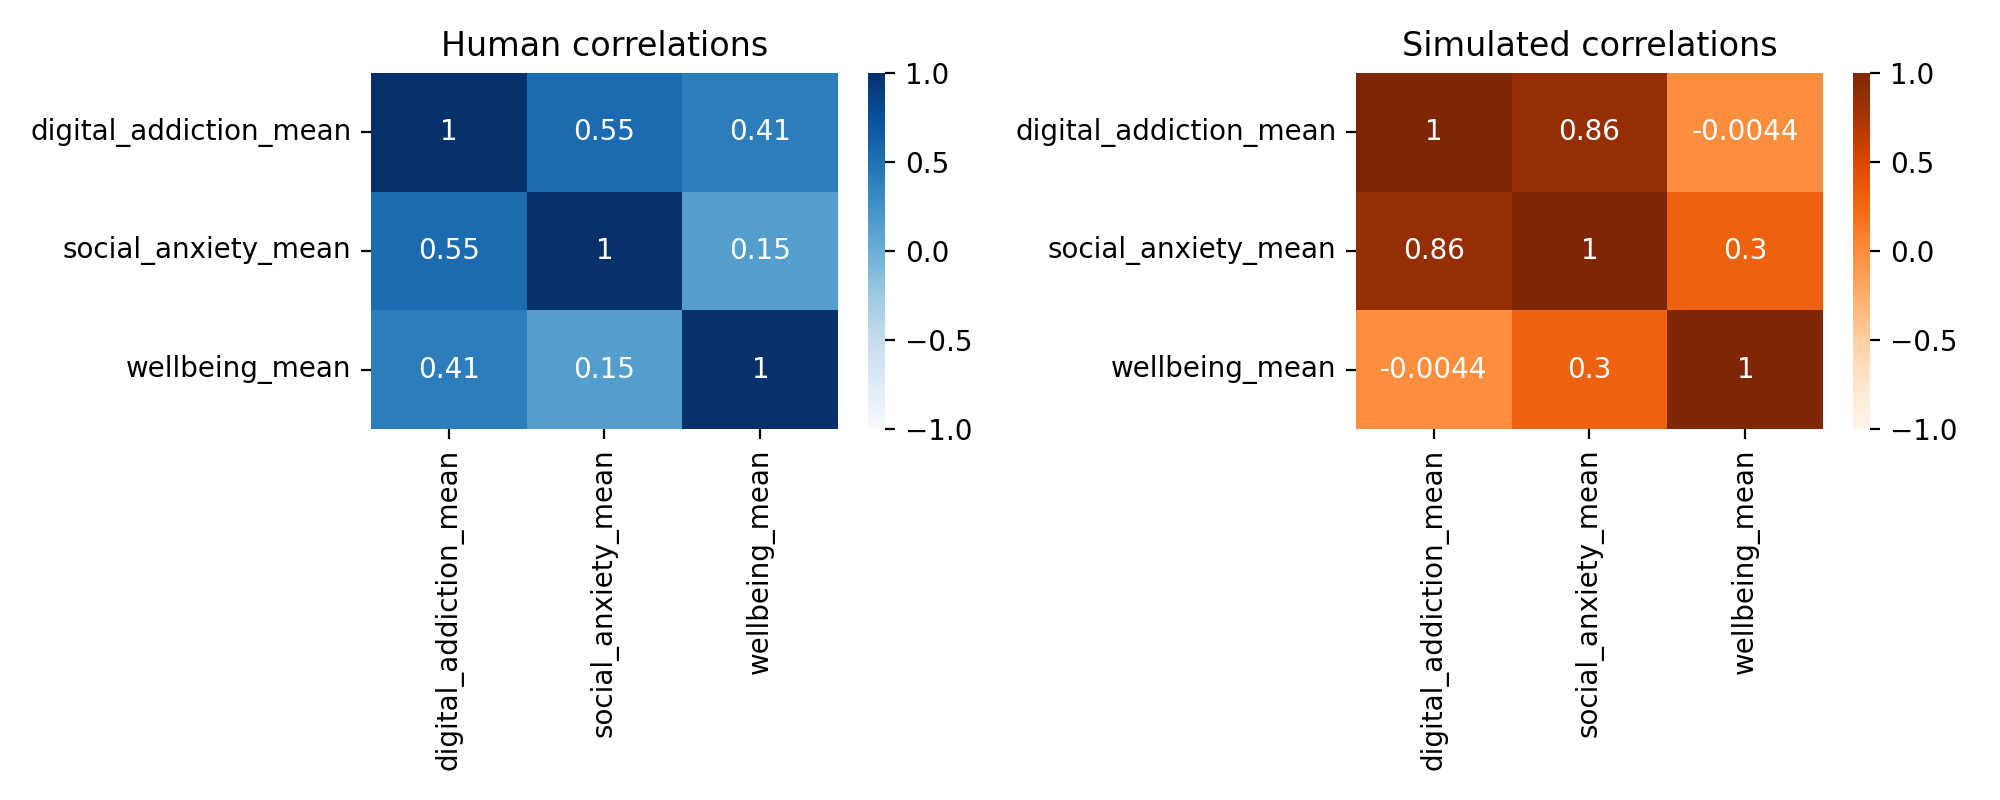 Human correlations
digital_addiction_mean
social_anxiety_mean
wellbeing_mean
1 0.55 0.41
0.55 1 0.15
0.41 0.15 1
digital_addiction_mean
social_anxiety_mean
wellbeing_mean
1.0
0.5
0.0
−0.5
−1.0
Simulated correlations
digital_addiction_mean
social_anxiety_mean
wellbeing_mean
1 0.86 -0.0044
0.86 1 0.3
-0.0044 0.3 1
digital_addiction_mean
social_anxiety_mean
wellbeing_mean
1.0
0.5
0.0
−0.5
−1.0